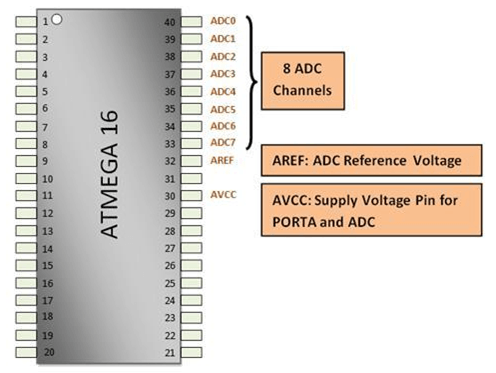 1 40 ADC0
2 39 ADC1
3 38 ADC2
4 37 ADC3
5 36 ADC4
6 35 ADC5
7 34 ADC6
8 33 ADC7
9 32 AREF
10 31
11 30 AVCC
12 29
13 28
14 27
15 26
16 25
17 24
18 23
19 22
20 21
ATMEGA 16
8 ADC
Channels
AREF: ADC Reference Voltage
AVCC: Supply Voltage Pin for
PORTA and ADC